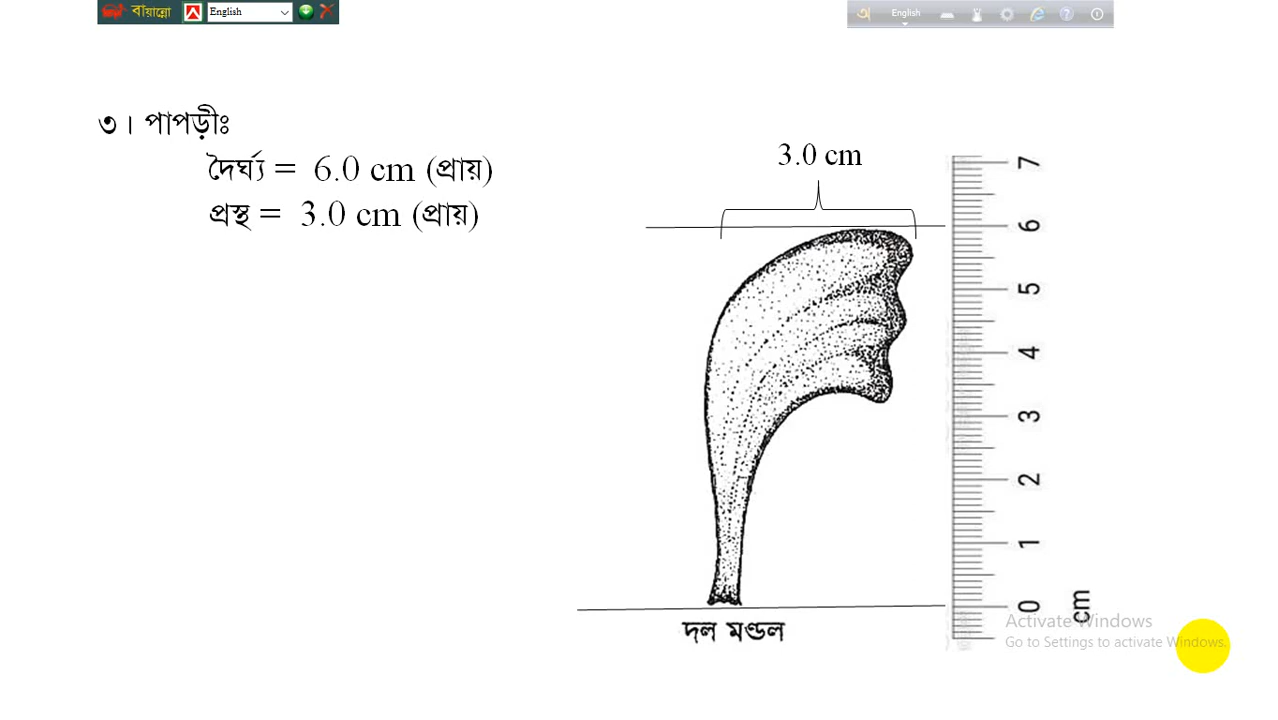 বায়ান্নো English
অ English
৩। পাপড়ীঃ
দৈর্ঘ্য = 6.0 cm (প্রায়)
প্রস্থ = 3.0 cm (প্রায়)
3.0 cm
7
6
5
4
3
2
1
0
cm
দল মণ্ডল
Activate Windows
Go to Settings to activate Windows.